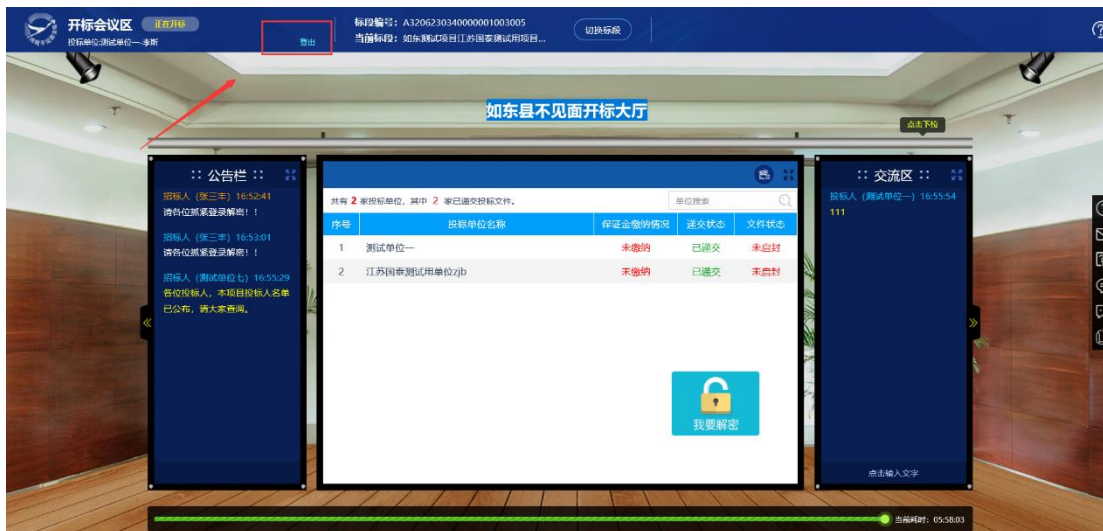 开标会议区 正在开标
投标单位:测试单位一-李斯
登出
标段编号: A3206230340000001003005
当前标段: 如东测试项目江苏国泰测试用项目...
切换标段
如东县不见面开标大厅
点击下拉
:: 公告栏 ::
招标人 (张三丰) 16:52:41
请各位抓紧登录解密!!
招标人 (张三丰) 16:53:01
请各位抓紧登录解密!!
招标人 (测试单位七) 16:55:29
各位投标人, 本项目投标人名单
已公布, 请大家查阅。
共有 2 家投标单位, 其中 2 家已递交投标文件。
单位搜索
序号 投标单位名称 保证金缴纳情况 递交状态 文件状态
1 测试单位一 未缴纳 已递交 未启封
2 江苏国泰测试用单位zjb 未缴纳 已递交 未启封
我要解密
:: 交流区 ::
投标人 (测试单位一) 16:55:54
111
点击输入文字
当前耗时: 05:58:03